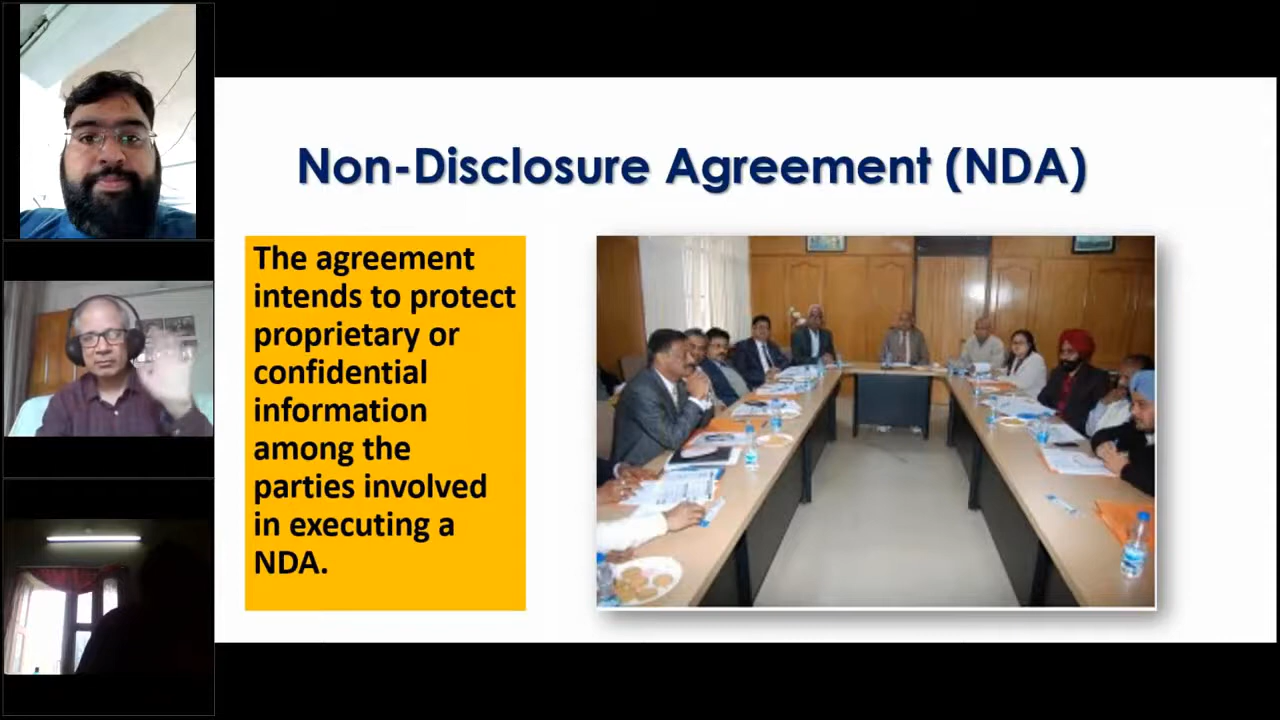 Non-Disclosure Agreement (NDA)
The agreement
intends to protect
proprietary or
confidential
information
among the
parties involved
in executing a
NDA.